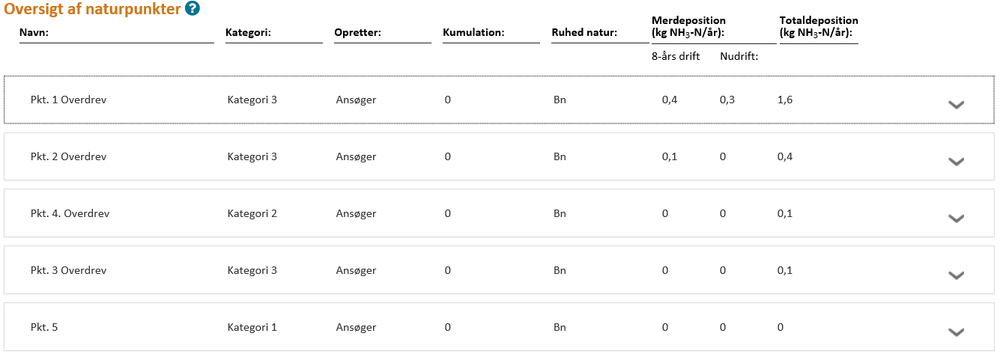 Oversigt af naturpunkter ?
Navn: Kategori: Opretter: Kumulation: Ruhed natur: Merdeposition (kg NH₃-N/år): Totaldeposition (kg NH₃-N/år):
8-års drift Nudrift:
Pkt. 1 Overdrev Kategori 3 Ansøger 0 Bn 0,4 0,3 1,6
Pkt. 2 Overdrev Kategori 3 Ansøger 0 Bn 0,1 0 0,4
Pkt. 4. Overdrev Kategori 2 Ansøger 0 Bn 0 0 0,1
Pkt. 3 Overdrev Kategori 3 Ansøger 0 Bn 0 0 0,1
Pkt. 5 Kategori 1 Ansøger 0 Bn 0 0 0